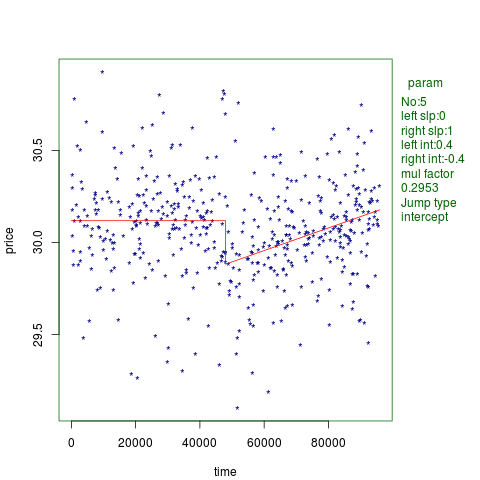 param
No:5
left slp:0
right slp:1
left int:0.4
right int:-0.4
mul factor
0.2953
Jump type
intercept
price
30.5
30.0
29.5
0 20000 40000 60000 80000
time